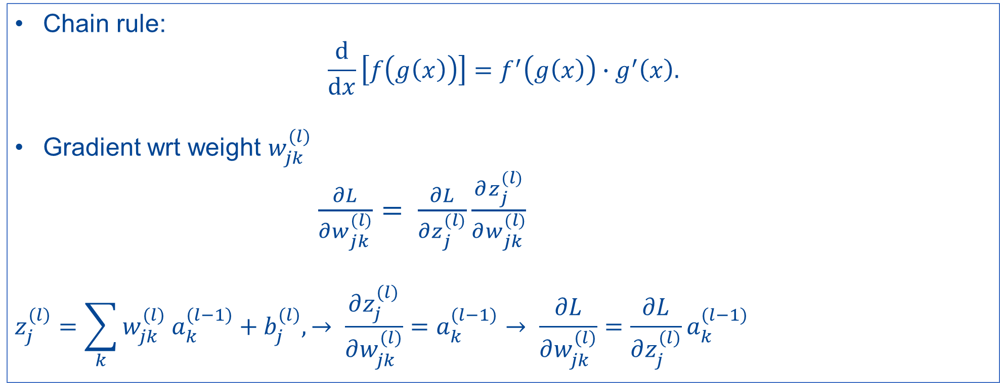 • Chain rule:
d/dx [f(g(x))] = f′(g(x)) · g′(x).
• Gradient wrt weight w_{jk}^{(l)}
∂L/∂w_{jk}^{(l)} = ∂L/∂z_j^{(l)} ∂z_j^{(l)}/∂w_{jk}^{(l)}
z_j^{(l)} = ∑_k w_{jk}^{(l)} a_k^{(l−1)} + b_j^{(l)}, → ∂z_j^{(l)}/∂w_{jk}^{(l)} = a_k^{(l−1)} → ∂L/∂w_{jk}^{(l)} = ∂L/∂z_j^{(l)} a_k^{(l−1)}